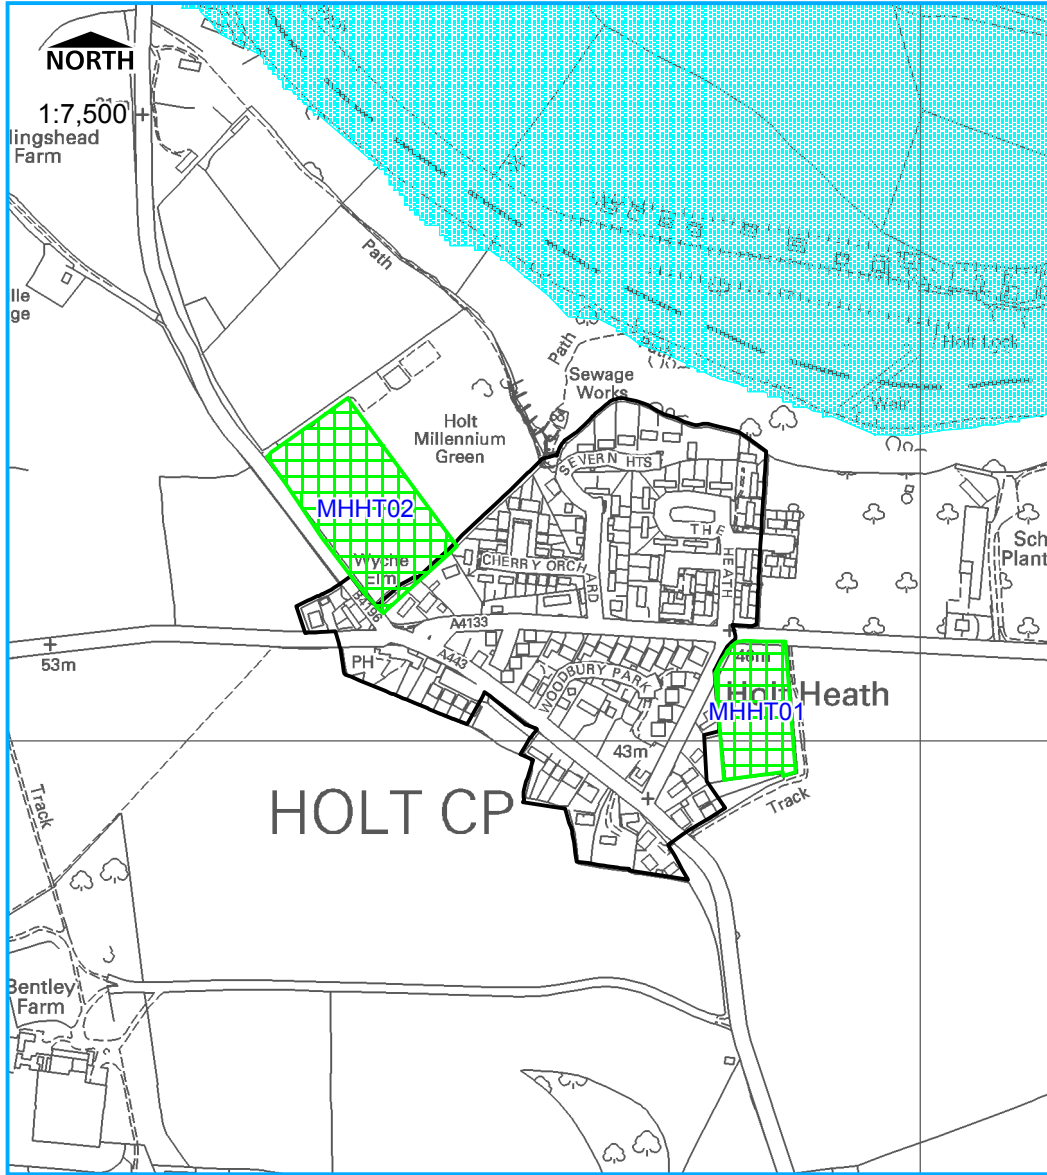 NORTH
1:7,500
lingshead
Farm
Path
lle
ge
Holt Lock
Weir
Path
Sewage
Works
Holt
Millennium
Green
SEVERN HTS
MHHT02
THE
HEATH
Sch
Plant
Wyche
Elm
CHERRY ORCHARD
B4196
A4133
A443
53m
PH
WOODBURY PARK
46m
Holt Heath
MHHT01
43m
HOLT CP
Track
Track
Bentley
Farm